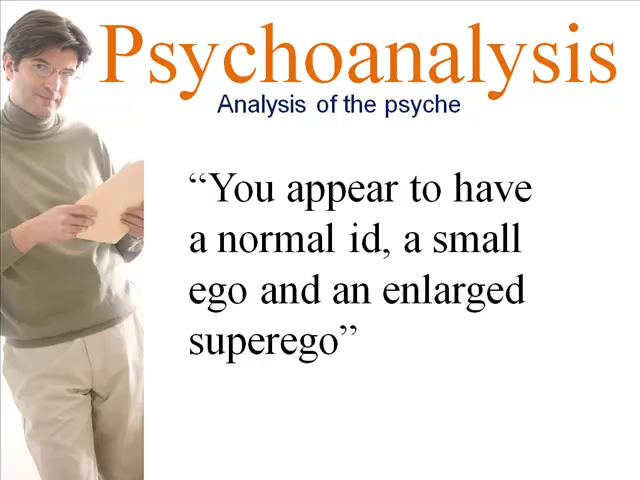 Psychoanalysis
Analysis of the psyche
“You appear to have
a normal id, a small
ego and an enlarged
superego”